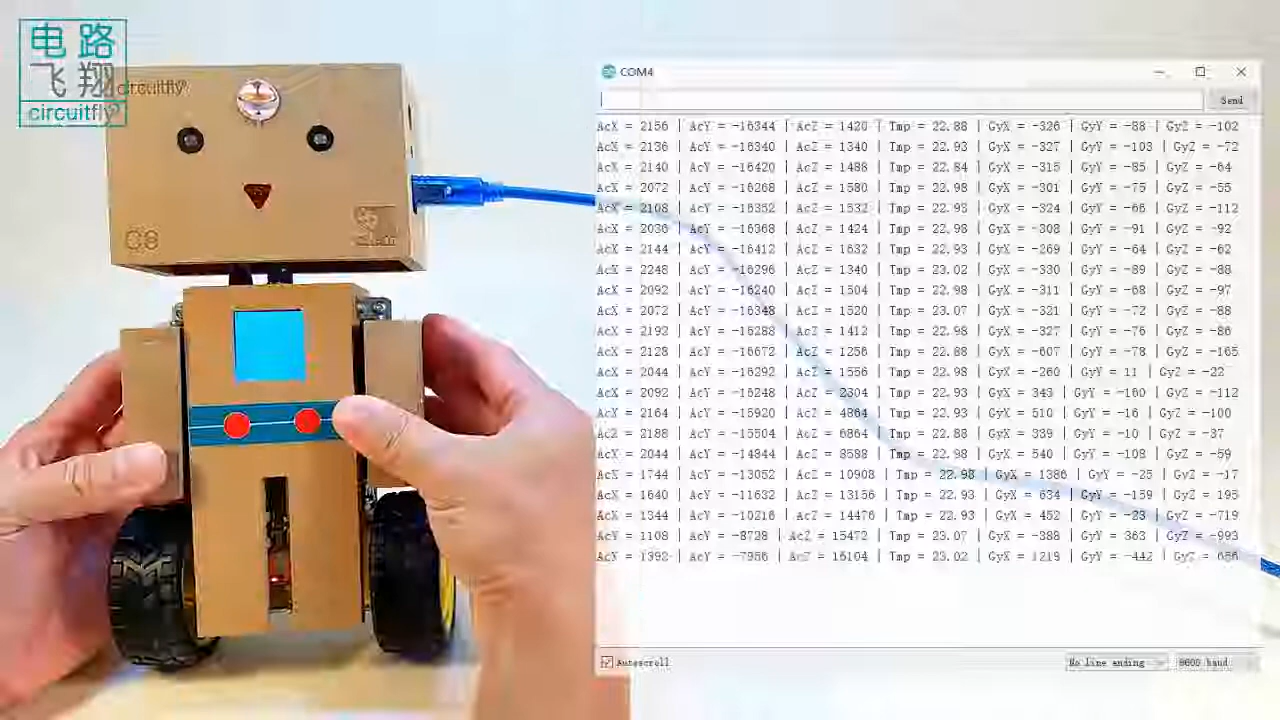 电路
飞翔
circuitfly
circuitfly
C8
COM4
Send
AcX = 2156 | AcY = -16344 | AcZ = 1420 | Tmp = 22.88 | GyX = -326 | GyY = -88 | GyZ = -102
AcX = 2136 | AcY = -16340 | AcZ = 1340 | Tmp = 22.93 | GyX = -327 | GyY = -103 | GyZ = -72
AcX = 2140 | AcY = -16420 | AcZ = 1488 | Tmp = 22.84 | GyX = -315 | GyY = -85 | GyZ = -64
AcX = 2072 | AcY = -16268 | AcZ = 1580 | Tmp = 22.98 | GyX = -301 | GyY = -75 | GyZ = -55
AcX = 2108 | AcY = -16352 | AcZ = 1532 | Tmp = 22.93 | GyX = -324 | GyY = -66 | GyZ = -112
AcX = 2036 | AcY = -16368 | AcZ = 1424 | Tmp = 22.98 | GyX = -308 | GyY = -91 | GyZ = -92
AcX = 2144 | AcY = -16412 | AcZ = 1632 | Tmp = 22.93 | GyX = -269 | GyY = -64 | GyZ = -62
AcX = 2248 | AcY = -16296 | AcZ = 1340 | Tmp = 23.02 | GyX = -330 | GyY = -89 | GyZ = -88
AcX = 2092 | AcY = -16240 | AcZ = 1504 | Tmp = 22.98 | GyX = -311 | GyY = -68 | GyZ = -97
AcX = 2072 | AcY = -16348 | AcZ = 1520 | Tmp = 23.07 | GyX = -321 | GyY = -72 | GyZ = -88
AcX = 2192 | AcY = -16288 | AcZ = 1412 | Tmp = 22.98 | GyX = -327 | GyY = -76 | GyZ = -86
AcX = 2128 | AcY = -16672 | AcZ = 1256 | Tmp = 22.88 | GyX = -607 | GyY = -78 | GyZ = -165
AcX = 2044 | AcY = -16292 | AcZ = 1556 | Tmp = 22.98 | GyX = -260 | GyY = 11 | GyZ = -22
AcX = 2092 | AcY = -16248 | AcZ = 2304 | Tmp = 22.93 | GyX = 343 | GyY = -160 | GyZ = -112
AcX = 2164 | AcY = -15920 | AcZ = 4864 | Tmp = 22.93 | GyX = 510 | GyY = -16 | GyZ = -100
AcX = 2188 | AcY = -15504 | AcZ = 6864 | Tmp = 22.88 | GyX = 339 | GyY = -10 | GyZ = -37
AcX = 2044 | AcY = -14844 | AcZ = 8588 | Tmp = 22.98 | GyX = 540 | GyY = -108 | GyZ = -59
AcX = 1744 | AcY = -13052 | AcZ = 10908 | Tmp = 22.98 | GyX = 1386 | GyY = -25 | GyZ = -17
AcX = 1640 | AcY = -11632 | AcZ = 13156 | Tmp = 22.93 | GyX = 634 | GyY = -159 | GyZ = 195
AcX = 1344 | AcY = -10216 | AcZ = 14476 | Tmp = 22.93 | GyX = 452 | GyY = -23 | GyZ = -719
AcX = 1108 | AcY = -8728 | AcZ = 15472 | Tmp = 23.07 | GyX = -388 | GyY = 363 | GyZ = -993
AcX = 1392 | AcY = -7956 | AcZ = 15104 | Tmp = 23.02 | GyX = 1219 | GyY = -442 | GyZ = -656
Autoscroll
No line ending
9600 baud